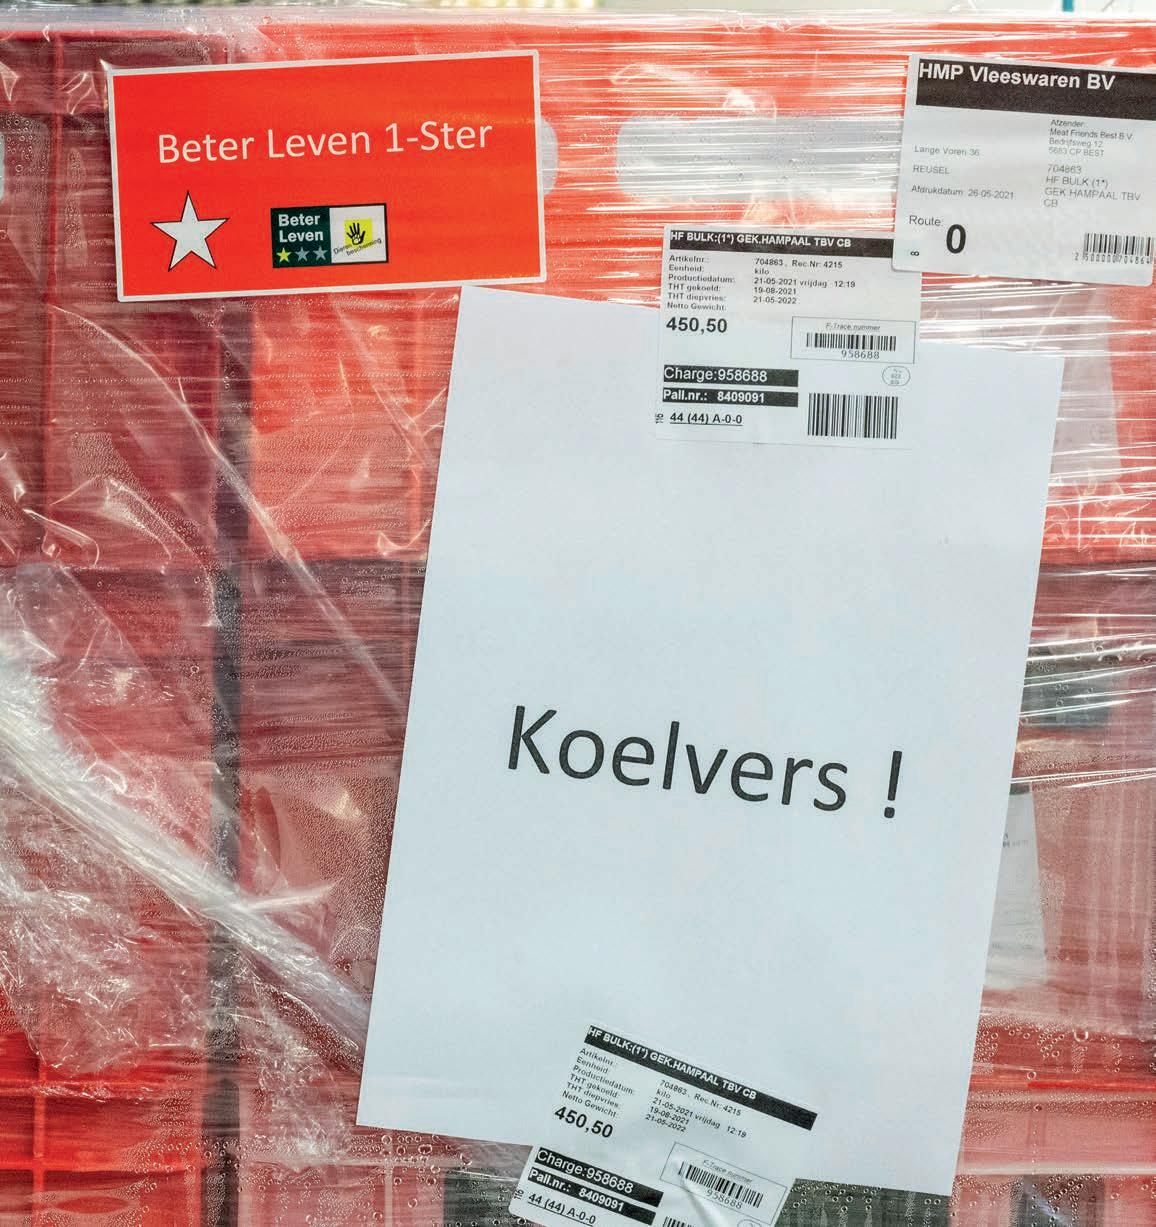 Beter Leven 1-Ster
Beter
Leven
Dierenbescherming
HMP Vleeswaren BV
Afzender:
Meat Friends Best B.V
Bedrijfsweg 12
5683 CP BEST
Lange Voren 36
REUSEL
704863
HF BULK (1*)
GEK HAMPAAL TBV
CB
Afdrukdatum: 26-05-2021
Route:
0
8
HF BULK:(1*) GEK.HAMPAAL TBV CB
Artikelnr.: 704863 , Rec.Nr: 4215
Eenheid: kilo
Productiedatum: 21-05-2021 vrijdag 12:19
THT gekoeld: 19-08-2021
THT diepvries: 21-05-2022
Netto Gewicht:
450,50
F-Trace nummer
958688
Charge:958688
Pall.nr.: 8409091
44 (44) A-0-0
Koelvers !
HF BULK:(1*) GEK.HAMPAAL TBV CB
Artikelnr.: 704863 , Rec.Nr: 4215
Eenheid: kilo
Productiedatum: 21-05-2021 vrijdag 12:19
THT gekoeld: 19-08-2021
THT diepvries: 21-05-2022
Netto Gewicht:
450,50
F-Trace nummer
958688
Charge:958688
Pall.nr.: 8409091
44 (44) A-0-0